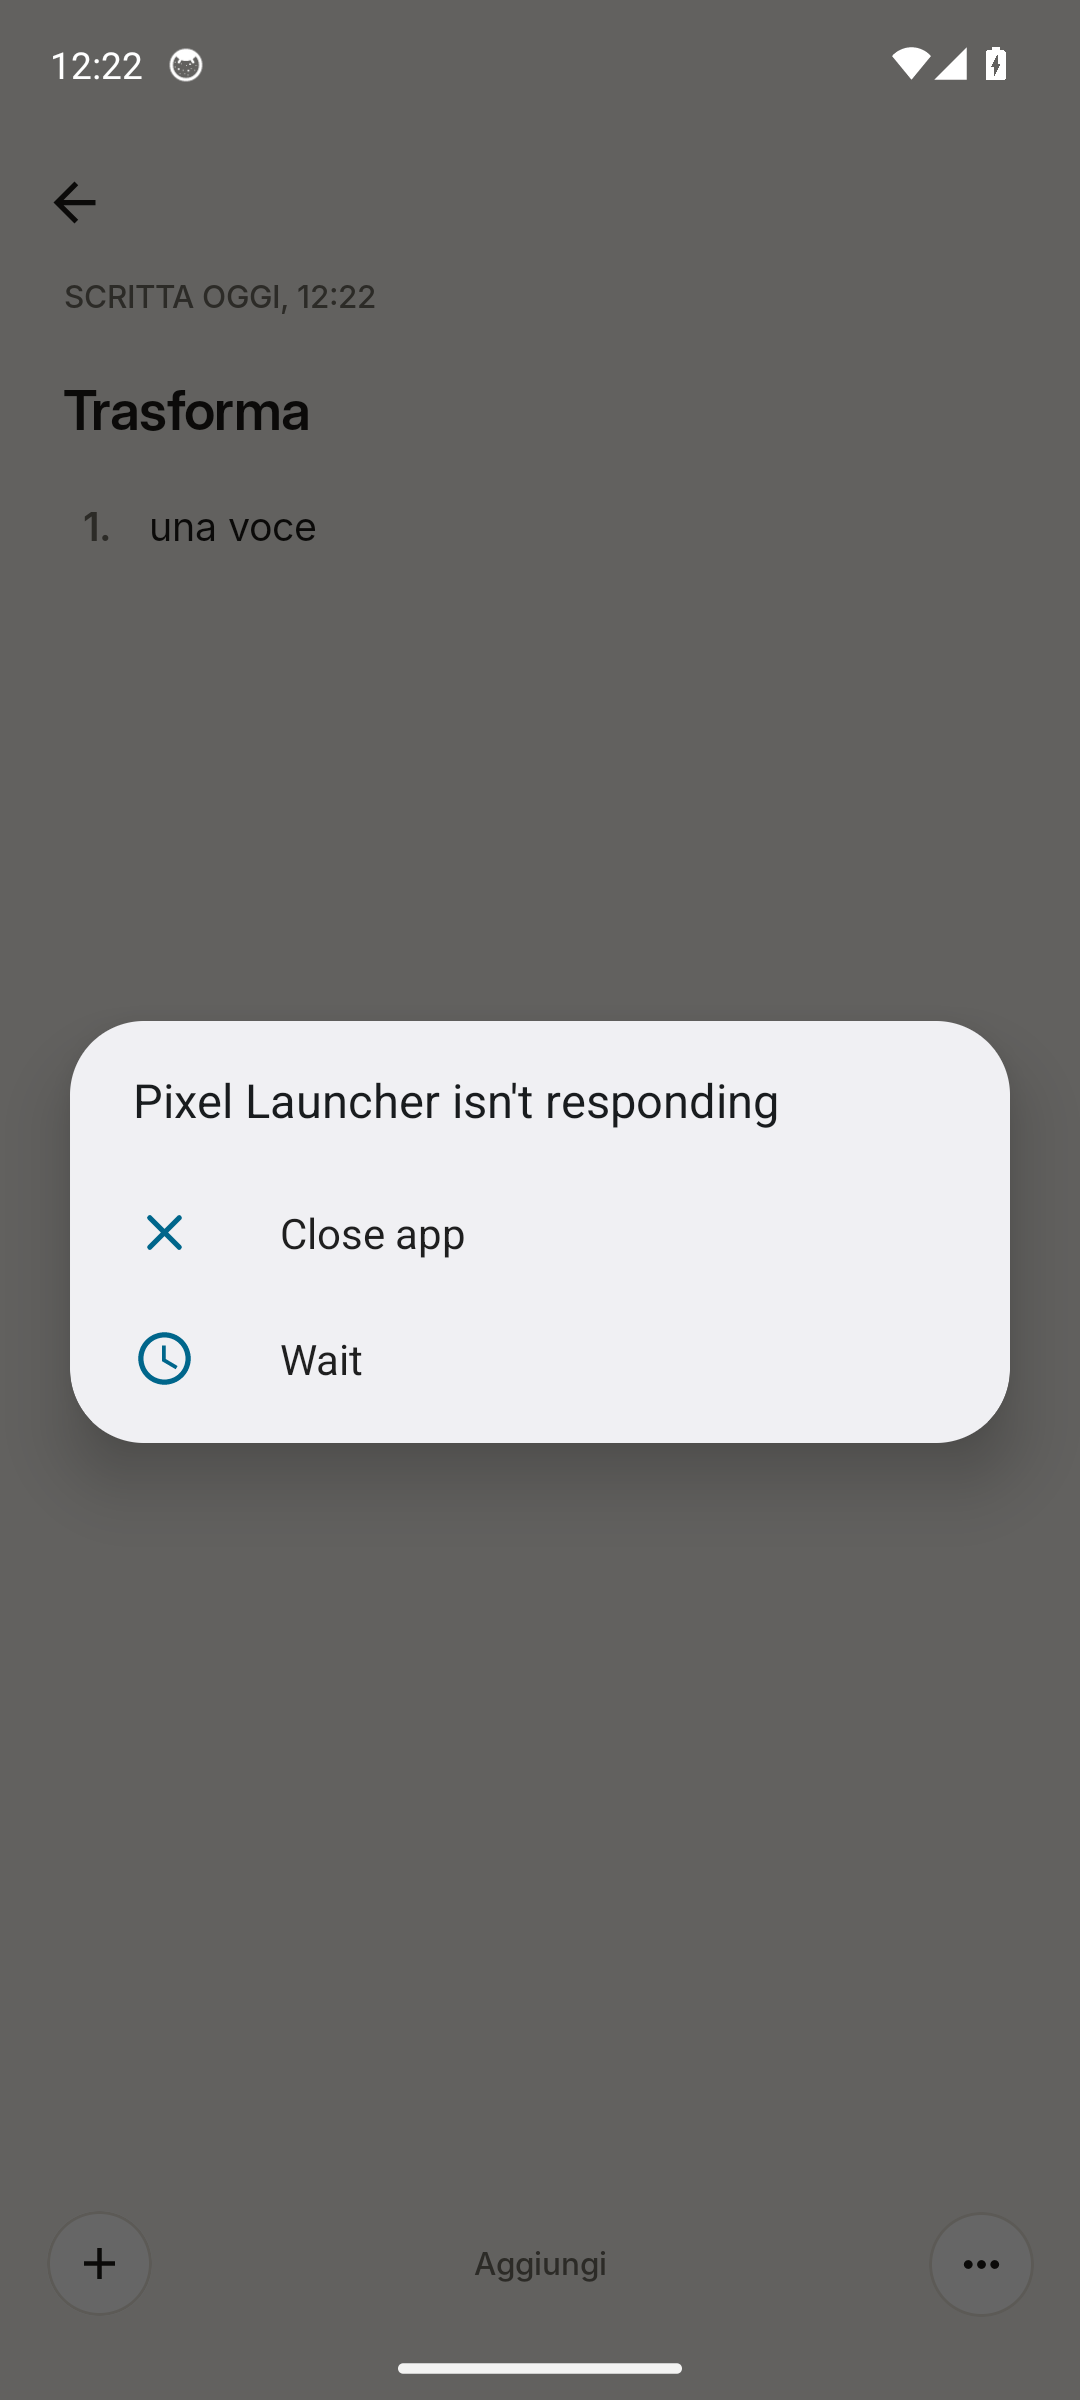 12:22
SCRITTA OGGI, 12:22
Trasforma
1. una voce
Pixel Launcher isn't responding
Close app
Wait
Aggiungi